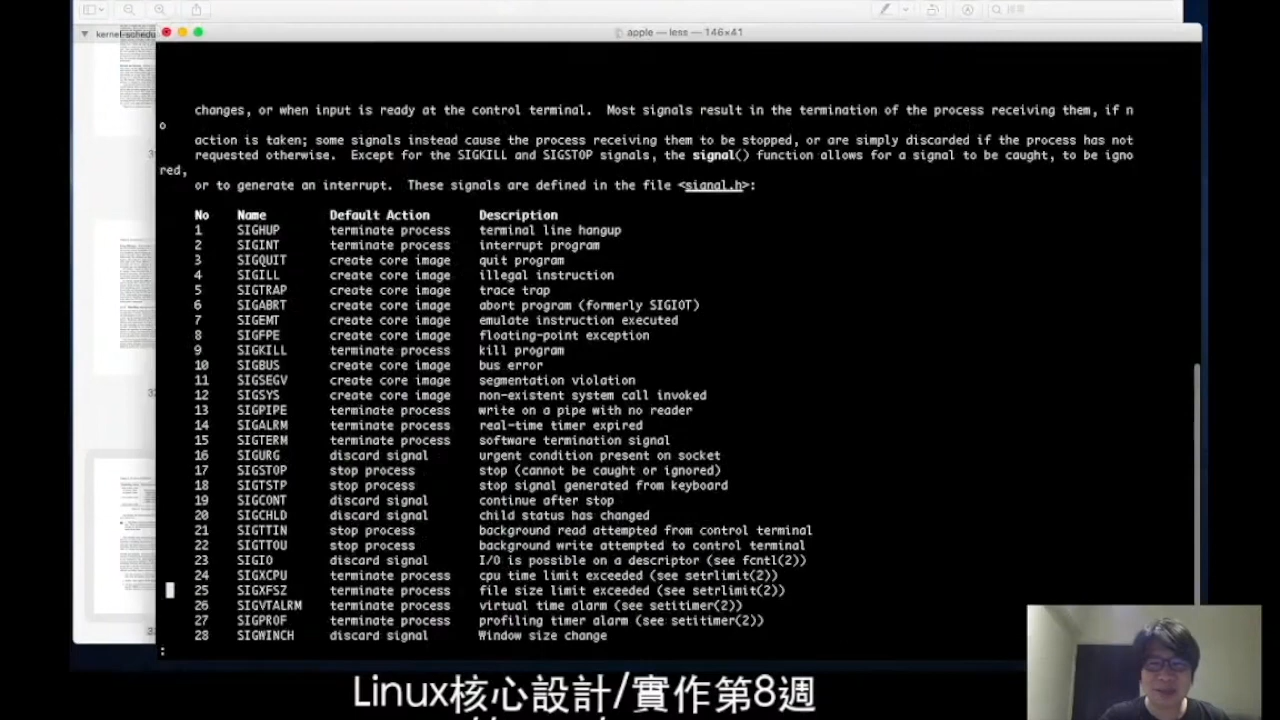 kernel-schedu
apple — less — 146×41
changes, or when input is ready at the control terminal.  Most signals result in the termination of the process receiving them, if n
o
action is taken; some signals instead cause the process receiving them to be stopped, or are simply discarded if the process has not
requested otherwise.  Except for the SIGKILL and SIGSTOP signals, the signal() function allows for a signal to be caught, to be igno
red,
or to generate an interrupt.  These signals are defined in the file <signal.h>:
No Name Default Action Description
1 SIGHUP terminate process terminal line hangup
2 SIGINT terminate process interrupt program
3 SIGQUIT create core image quit program
4 SIGILL create core image illegal instruction
5 SIGTRAP create core image trace trap
6 SIGABRT create core image abort program (formerly SIGIOT)
7 SIGEMT create core image emulate instruction executed
8 SIGFPE create core image floating-point exception
9 SIGKILL terminate process kill program
10 SIGBUS create core image bus error
11 SIGSEGV create core image segmentation violation
12 SIGSYS create core image non-existent system call invoked
13 SIGPIPE terminate process write on a pipe with no reader
14 SIGALRM terminate process real-time timer expired
15 SIGTERM terminate process software termination signal
16 SIGURG discard signal urgent condition present on socket
17 SIGSTOP stop process stop (cannot be caught or ignored)
18 SIGTSTP stop process stop signal generated from keyboard
19 SIGCONT discard signal continue after stop
20 SIGCHLD discard signal child status has changed
21 SIGTTIN stop process background read attempted from control terminal
22 SIGTTOU stop process background write attempted to control terminal
23 SIGIO discard signal I/O is possible on a descriptor (see fcntl(2))
24 SIGXCPU terminate process cpu time limit exceeded (see setrlimit(2))
25 SIGXFSZ terminate process file size limit exceeded (see setrlimit(2))
26 SIGVTALRM terminate process virtual time alarm (see setitimer(2))
27 SIGPROF terminate process profiling timer alarm (see setitimer(2))
28 SIGWINCH discard signal Window size change
:
Linux核心設計/實作第8週